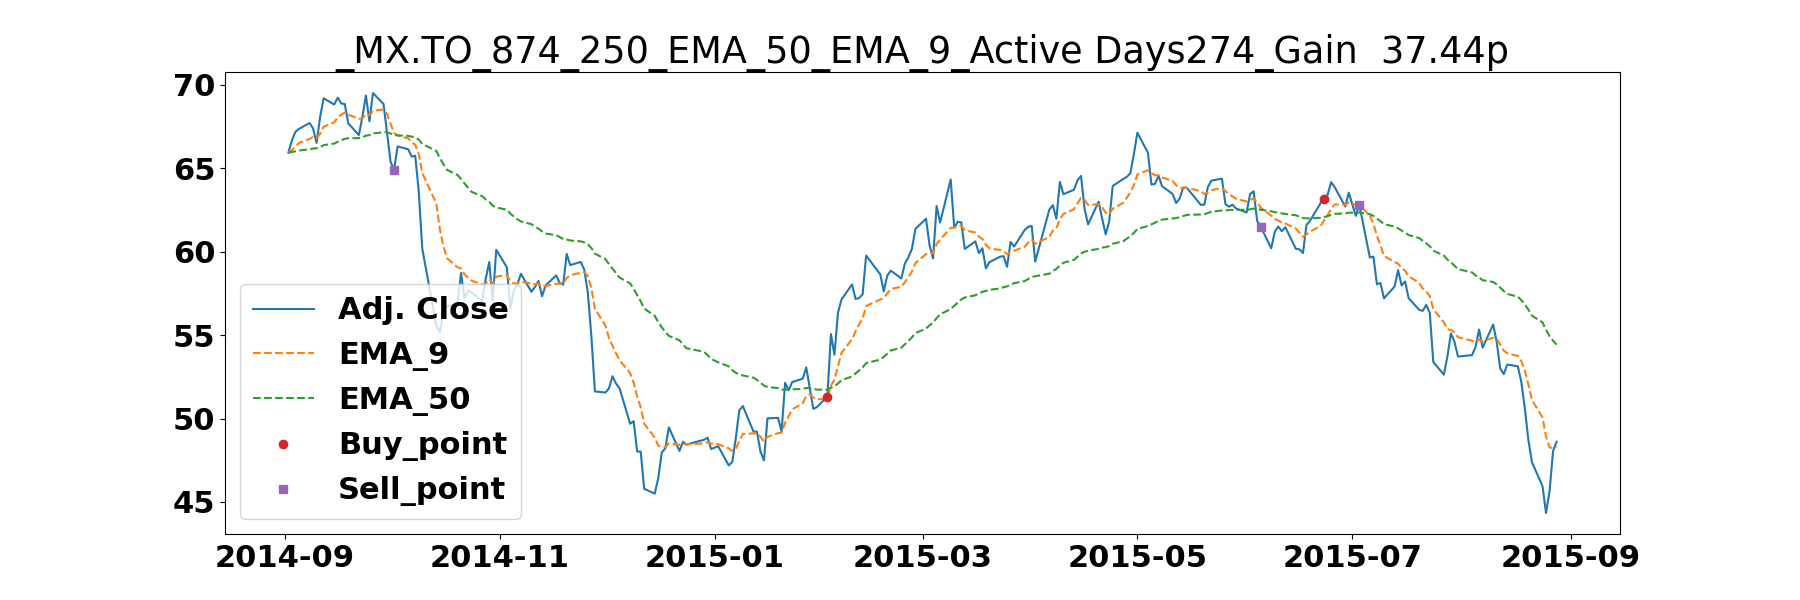 _MX.TO_874_250_EMA_50_EMA_9_Active Days274_Gain  37.44p
70
65
60
55
50
45
Adj. Close
EMA_9
EMA_50
Buy_point
Sell_point
2014-09 2014-11 2015-01 2015-03 2015-05 2015-07 2015-09